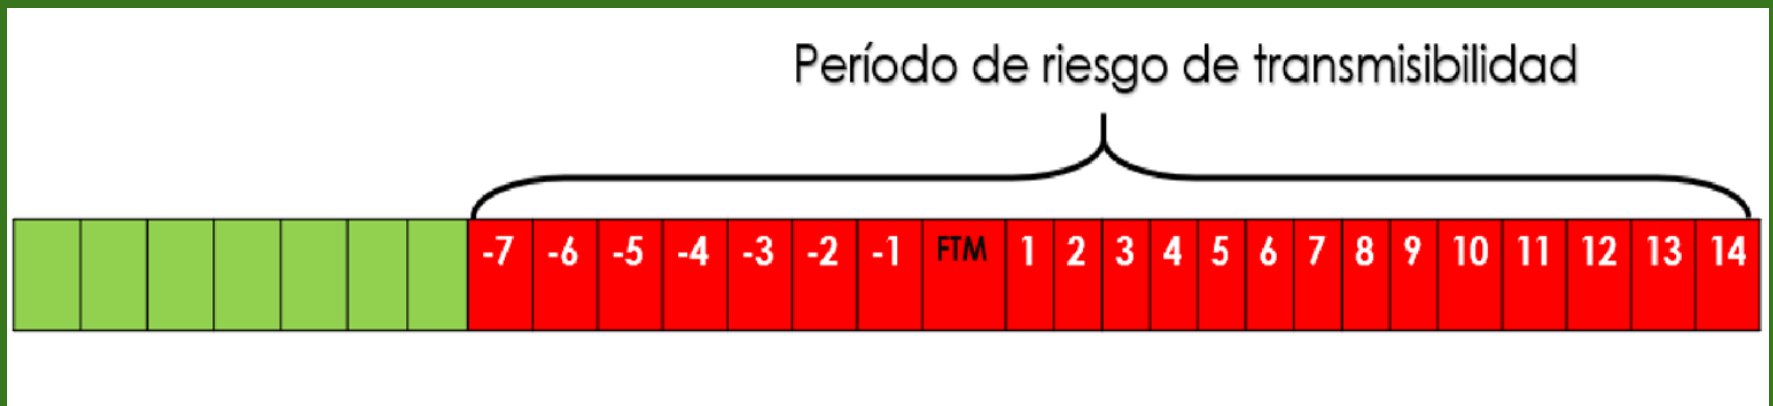 Período de riesgo de transmisibilidad
-7 -6 -5 -4 -3 -2 -1 FTM 1 2 3 4 5 6 7 8 9 10 11 12 13 14